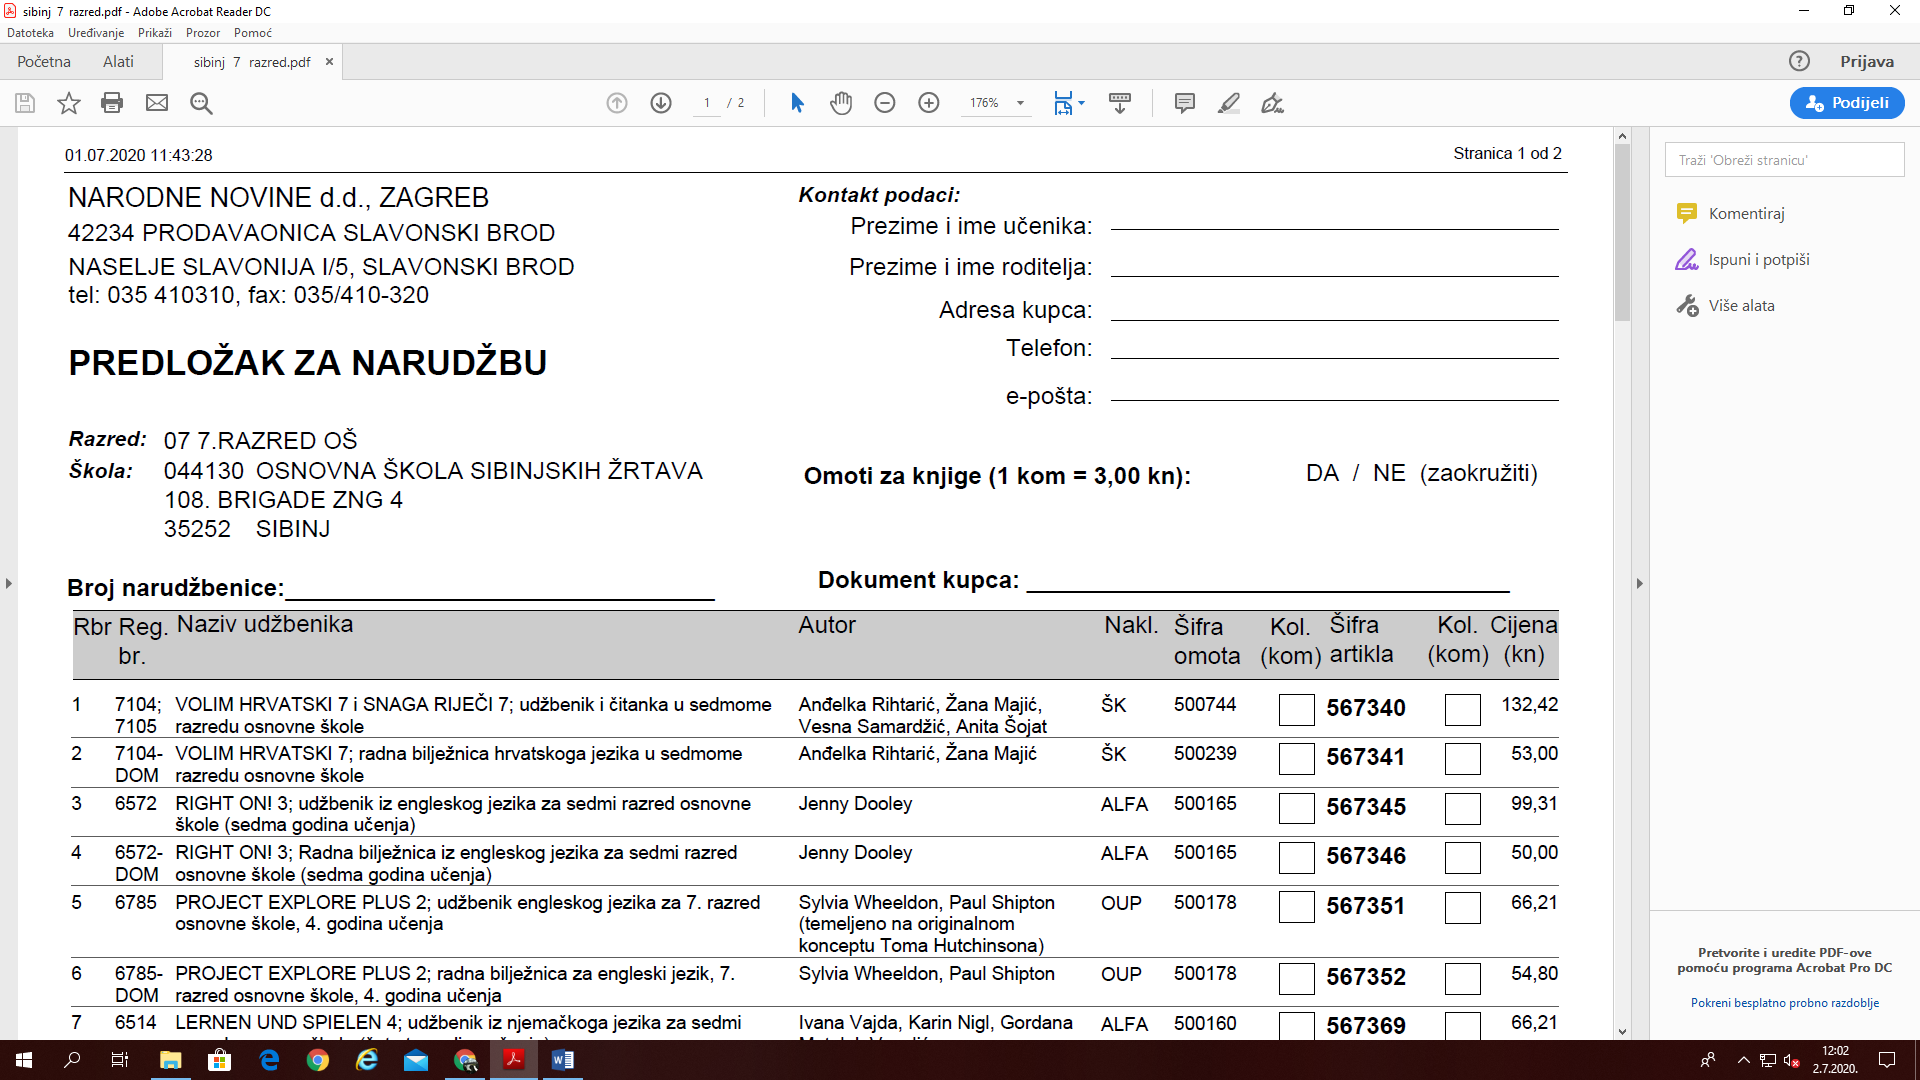 sibinj 7 razred.pdf - Adobe Acrobat Reader DC
Datoteka Uređivanje Prikaži Prozor Pomoć
Početna Alati sibinj 7 razred.pdf × Prijava
1 / 2 176% Podijeli
01.07.2020 11:43:28 Stranica 1 od 2
NARODNE NOVINE d.d., ZAGREB
42234 PRODAVAONICA SLAVONSKI BROD
NASELJE SLAVONIJA I/5, SLAVONSKI BROD
tel: 035 410310, fax: 035/410-320
Kontakt podaci:
Prezime i ime učenika:
Prezime i ime roditelja:
Adresa kupca:
Telefon:
e-pošta:
PREDLOŽAK ZA NARUDŽBU
Razred: 07 7.RAZRED OŠ
Škola: 044130 OSNOVNA ŠKOLA SIBINJSKIH ŽRTAVA
108. BRIGADE ZNG 4
35252 SIBINJ
Omoti za knjige (1 kom = 3,00 kn): DA / NE (zaokružiti)
Broj narudžbenice: Dokument kupca:
Rbr Reg. Naziv udžbenika Autor Nakl. Šifra Kol. Šifra Kol. Cijena
br. omota (kom) artikla (kom) (kn)
1 7104; VOLIM HRVATSKI 7 i SNAGA RIJEČI 7; udžbenik i čitanka u sedmome Anđelka Rihtarić, Žana Majić, ŠK 500744 567340 132,42
7105 razredu osnovne škole Vesna Samardžić, Anita Šojat
2 7104- VOLIM HRVATSKI 7; radna bilježnica hrvatskoga jezika u sedmome Anđelka Rihtarić, Žana Majić ŠK 500239 567341 53,00
DOM razredu osnovne škole
3 6572 RIGHT ON! 3; udžbenik iz engleskog jezika za sedmi razred osnovne Jenny Dooley ALFA 500165 567345 99,31
škole (sedma godina učenja)
4 6572- RIGHT ON! 3; Radna bilježnica iz engleskog jezika za sedmi razred Jenny Dooley ALFA 500165 567346 50,00
DOM osnovne škole (sedma godina učenja)
5 6785 PROJECT EXPLORE PLUS 2; udžbenik engleskog jezika za 7. razred Sylvia Wheeldon, Paul Shipton OUP 500178 567351 66,21
osnovne škole, 4. godina učenja (temeljeno na originalnom
konceptu Toma Hutchinsona)
6 6785- PROJECT EXPLORE PLUS 2; radna bilježnica za engleski jezik, 7. Sylvia Wheeldon, Paul Shipton OUP 500178 567352 54,80
DOM razred osnovne škole, 4. godina učenja
7 6514 LERNEN UND SPIELEN 4; udžbenik iz njemačkoga jezika za sedmi Ivana Vajda, Karin Nigl, Gordana ALFA 500160 567369 66,21
Traži 'Obreži stranicu'
Komentiraj
Ispuni i potpiši
Više alata
Pretvorite i uredite PDF-ove
pomoću programa Acrobat Pro DC
Pokreni besplatno probno razdoblje
12:02
2.7.2020.